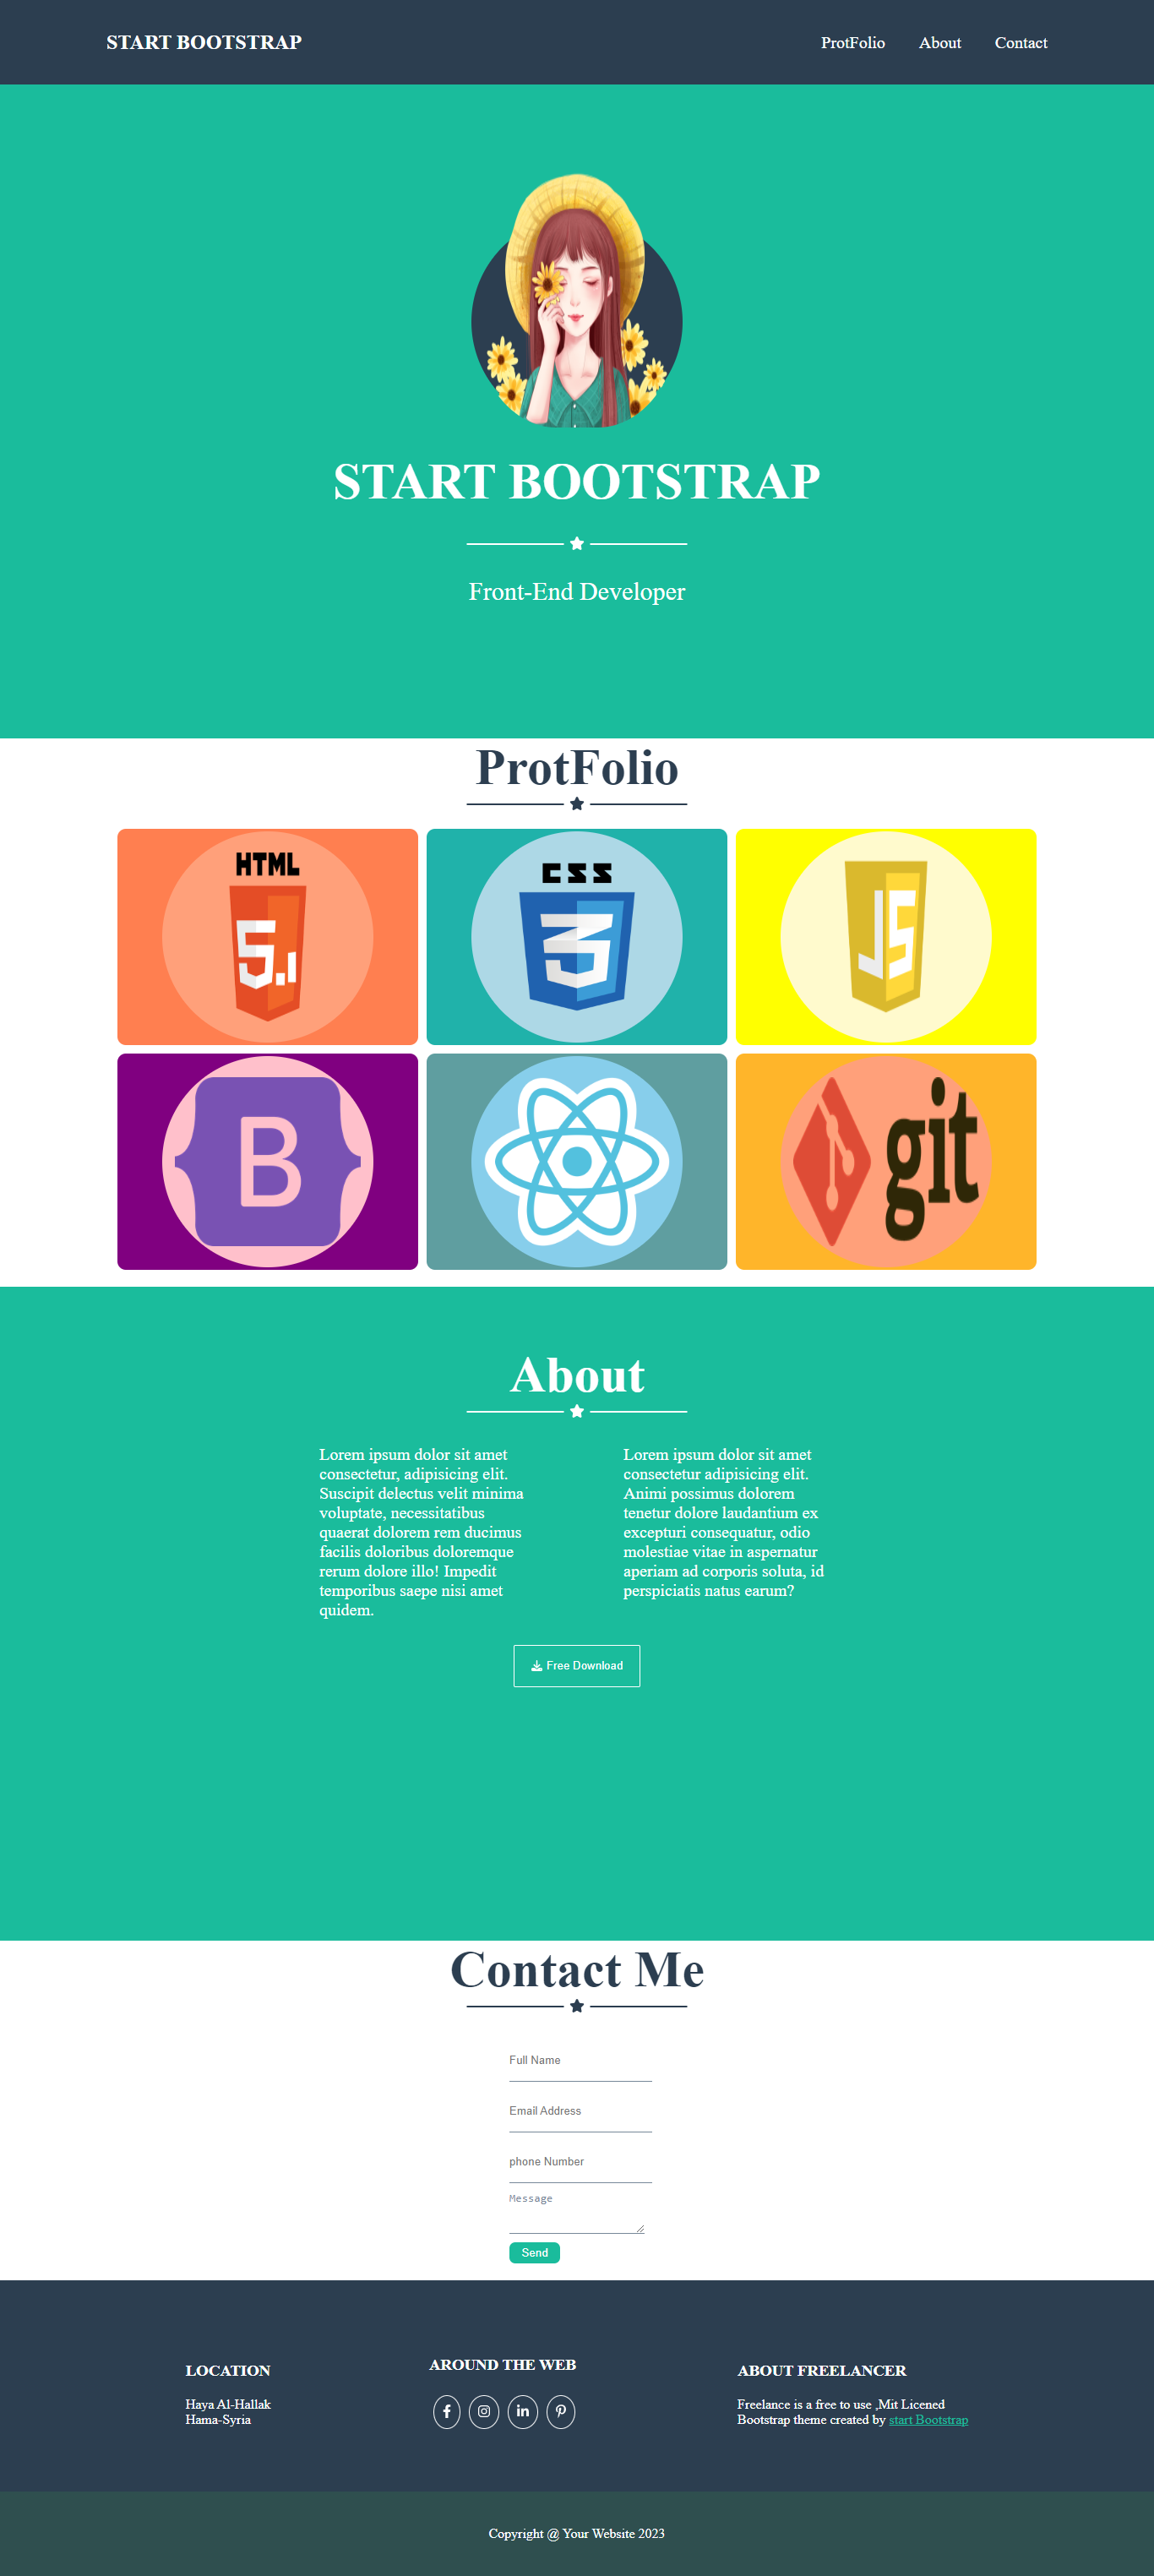 START BOOTSTRAP
ProtFolio
About
Contact
START BOOTSTRAP
Front-End Developer
ProtFolio
HTML
5.1
CSS
3
JS
B
git
About
Lorem ipsum dolor sit amet
consectetur, adipisicing elit.
Suscipit delectus velit minima
voluptate, necessitatibus
quaerat dolorem rem ducimus
facilis doloribus doloremque
rerum dolore illo! Impedit
temporibus saepe nisi amet
quidem.
Lorem ipsum dolor sit amet
consectetur adipisicing elit.
Animi possimus dolorem
tenetur dolore laudantium ex
excepturi consequatur, odio
molestiae vitae in aspernatur
aperiam ad corporis soluta, id
perspiciatis natus earum?
Free Download
Contact Me
Full Name
Email Address
phone Number
Message
Send
LOCATION
Haya Al-Hallak
Hama-Syria
AROUND THE WEB
ABOUT FREELANCER
Freelance is a free to use ,Mit Licened
Bootstrap theme created by start Bootstrap
Copyright @ Your Website 2023